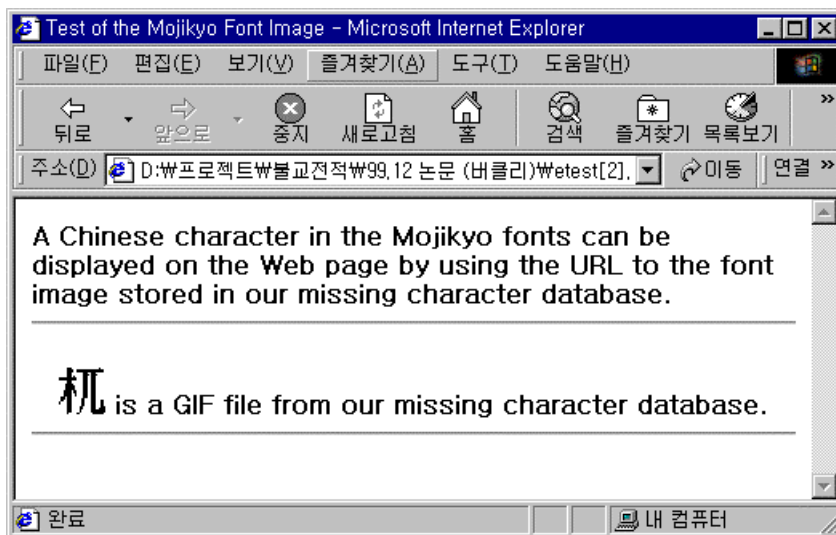 Test of the Mojikyo Font Image - Microsoft Internet Explorer
파일(F) 편집(E) 보기(V) 즐겨찾기(A) 도구(T) 도움말(H)
뒤로 앞으로 중지 새로고침 홈 검색 즐겨찾기 목록보기 »
주소(D) D:₩프로젝트₩불교전적₩99.12 논문 (버클리)₩etest[2]. 이동 연결 »
A Chinese character in the Mojikyo fonts can be
displayed on the Web page by using the URL to the font
image stored in our missing character database.
is a GIF file from our missing character database.
완료 내 컴퓨터